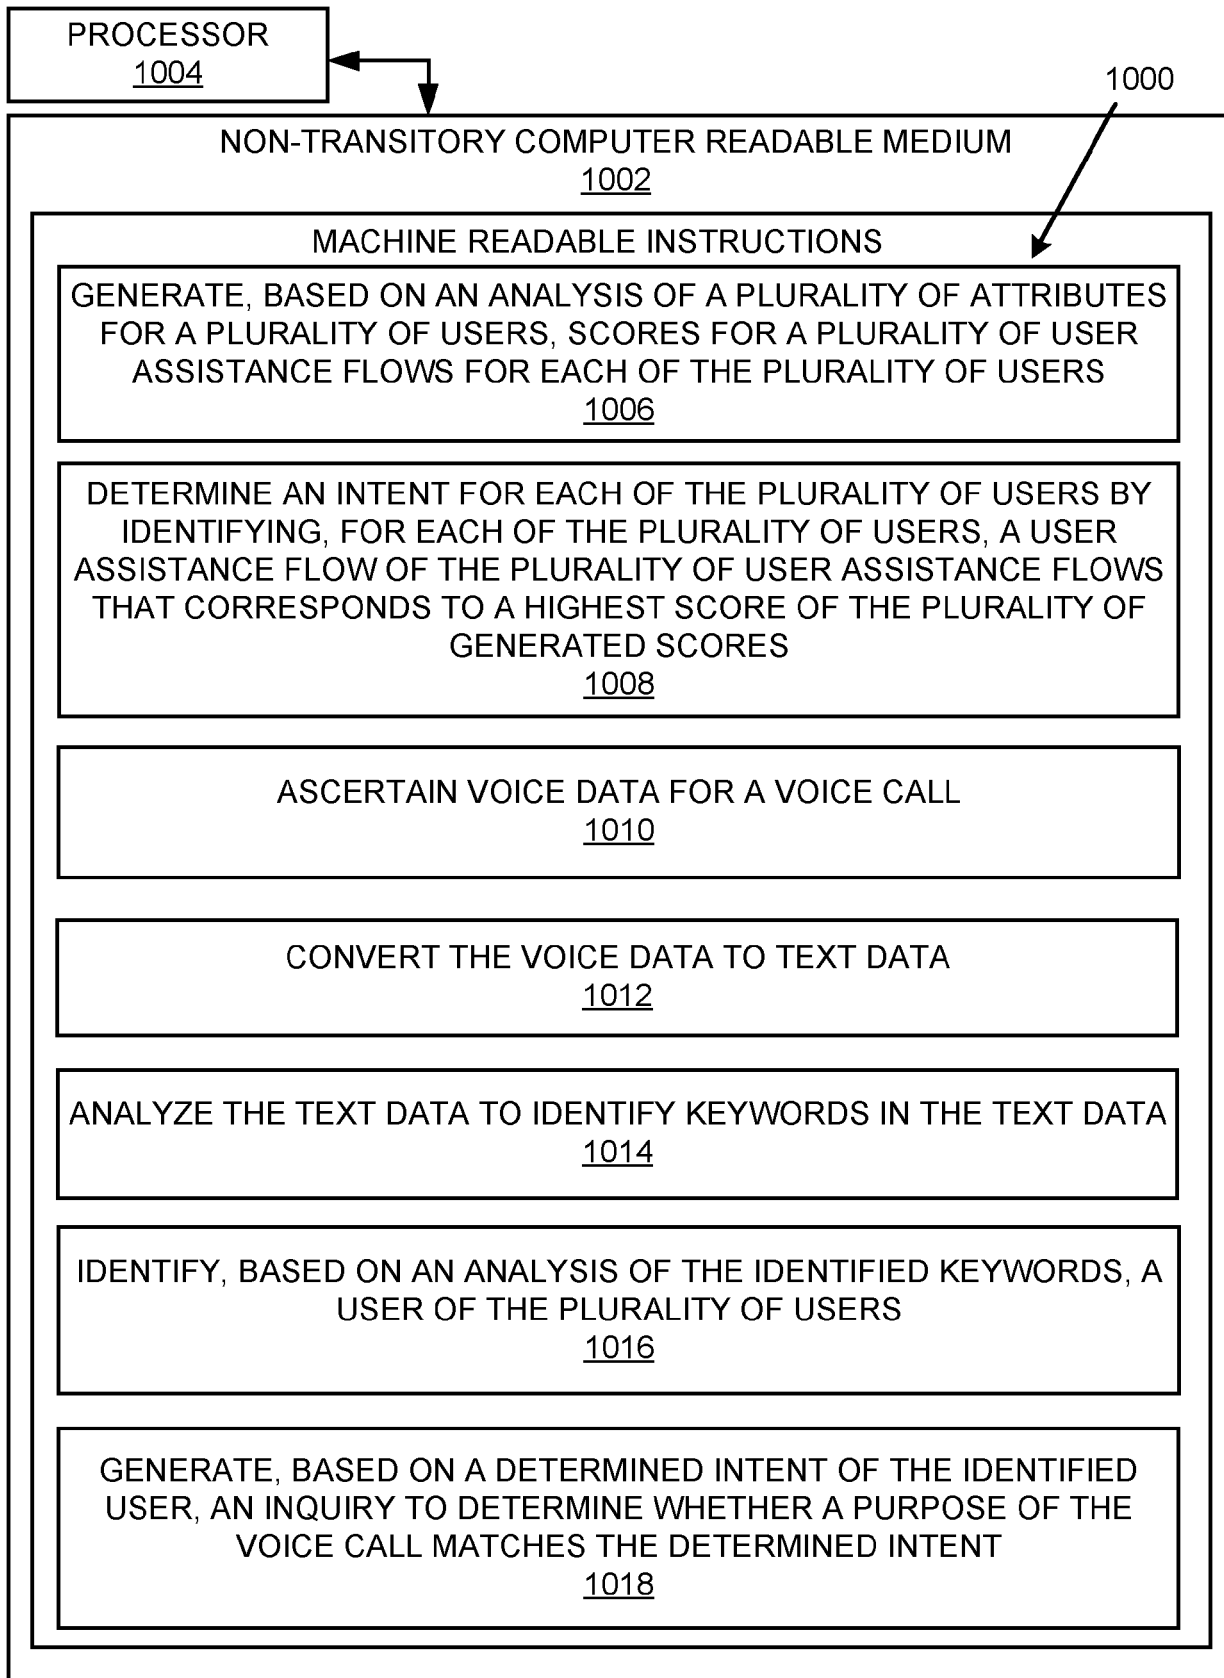 PROCESSOR
1004
1000
NON-TRANSITORY COMPUTER READABLE MEDIUM
1002
MACHINE READABLE INSTRUCTIONS
GENERATE, BASED ON AN ANALYSIS OF A PLURALITY OF ATTRIBUTES
FOR A PLURALITY OF USERS, SCORES FOR A PLURALITY OF USER
ASSISTANCE FLOWS FOR EACH OF THE PLURALITY OF USERS
1006
DETERMINE AN INTENT FOR EACH OF THE PLURALITY OF USERS BY
IDENTIFYING, FOR EACH OF THE PLURALITY OF USERS, A USER
ASSISTANCE FLOW OF THE PLURALITY OF USER ASSISTANCE FLOWS
THAT CORRESPONDS TO A HIGHEST SCORE OF THE PLURALITY OF
GENERATED SCORES
1008
ASCERTAIN VOICE DATA FOR A VOICE CALL
1010
CONVERT THE VOICE DATA TO TEXT DATA
1012
ANALYZE THE TEXT DATA TO IDENTIFY KEYWORDS IN THE TEXT DATA
1014
IDENTIFY, BASED ON AN ANALYSIS OF THE IDENTIFIED KEYWORDS, A
USER OF THE PLURALITY OF USERS
1016
GENERATE, BASED ON A DETERMINED INTENT OF THE IDENTIFIED
USER, AN INQUIRY TO DETERMINE WHETHER A PURPOSE OF THE
VOICE CALL MATCHES THE DETERMINED INTENT
1018